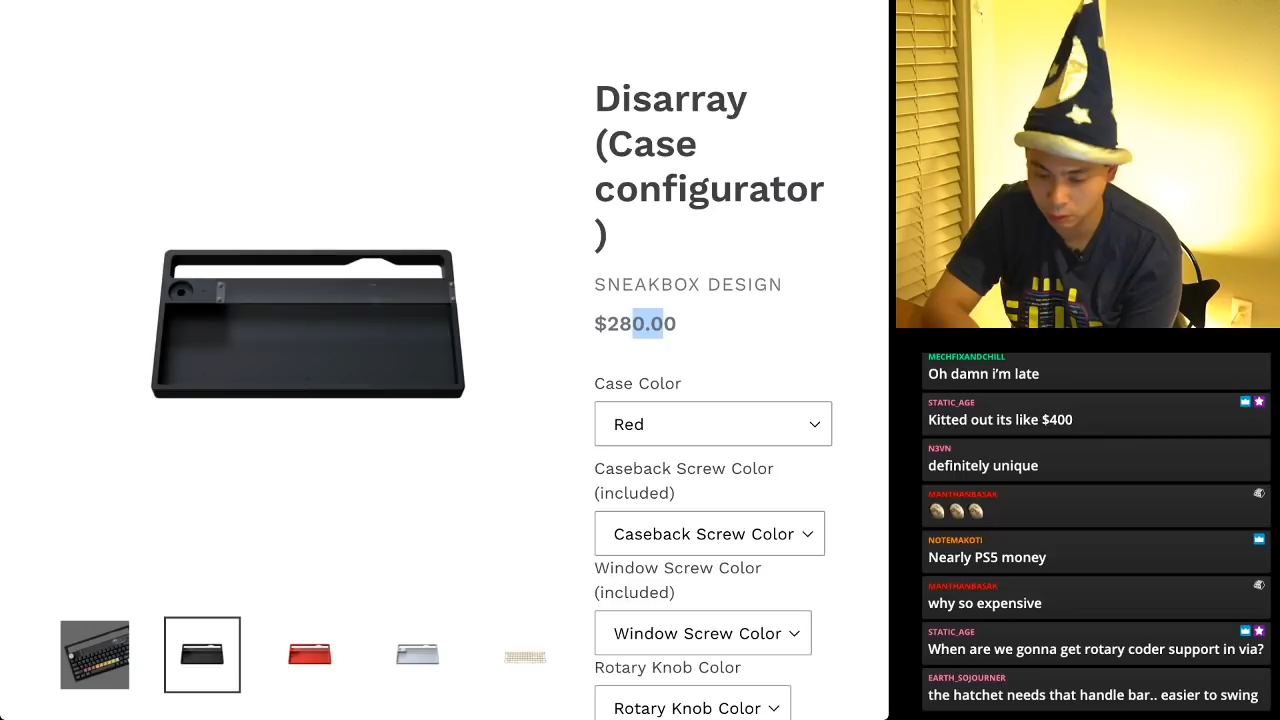 Disarray
(Case
configurator
)
SNEAKBOX DESIGN
$280.00
Case Color
Red
Caseback Screw Color
(included)
Caseback Screw Color
Window Screw Color
(included)
Window Screw Color
Rotary Knob Color
Rotary Knob Color
MECHFIXANDCHILL
Oh damn i'm late
STATIC_AGE
Kitted out its like $400
N3VN
definitely unique
MANTHANBASAK
NOTEMAKOTI
Nearly PS5 money
MANTHANBASAK
why so expensive
STATIC_AGE
When are we gonna get rotary coder support in via?
EARTH_SOJOURNER
the hatchet needs that handle bar.. easier to swing